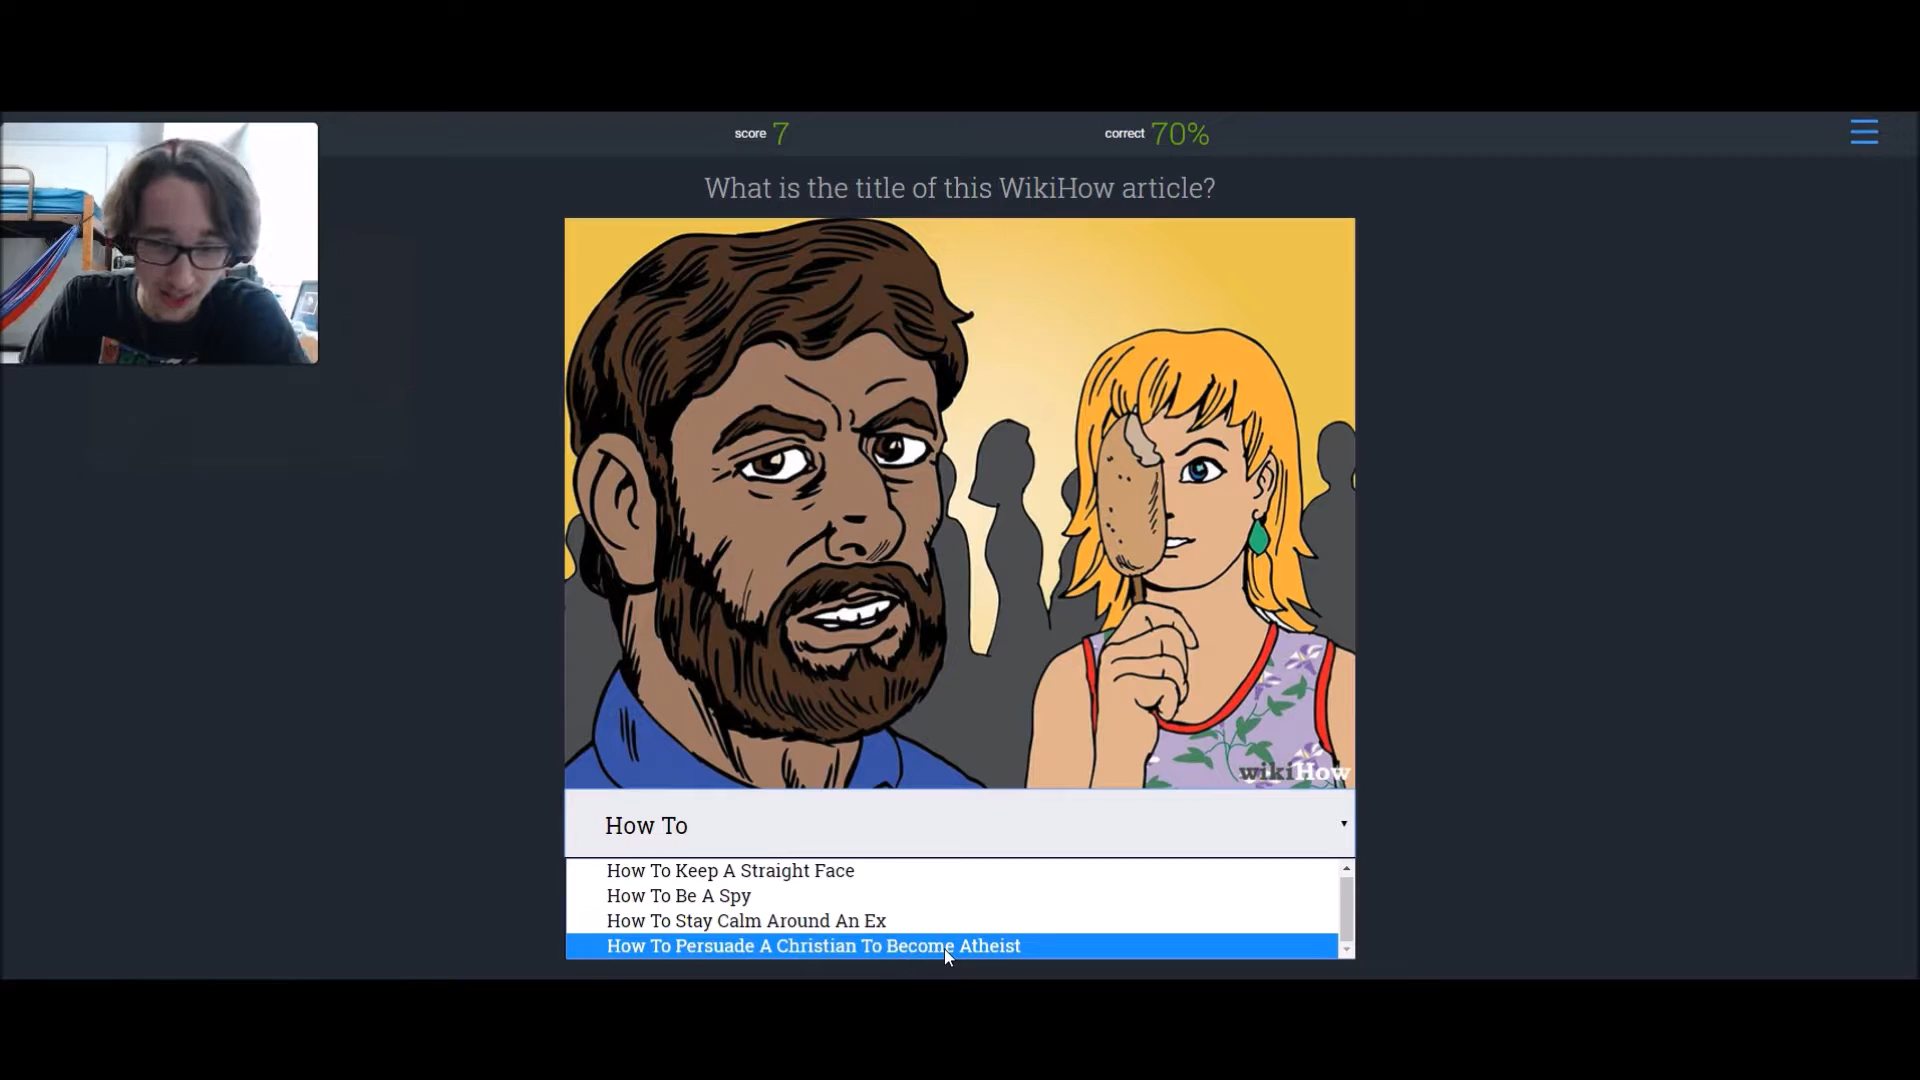 score 7
correct 70%
What is the title of this WikiHow article?
wikiHow
How To
How To Keep A Straight Face
How To Be A Spy
How To Stay Calm Around An Ex
How To Persuade A Christian To Become Atheist